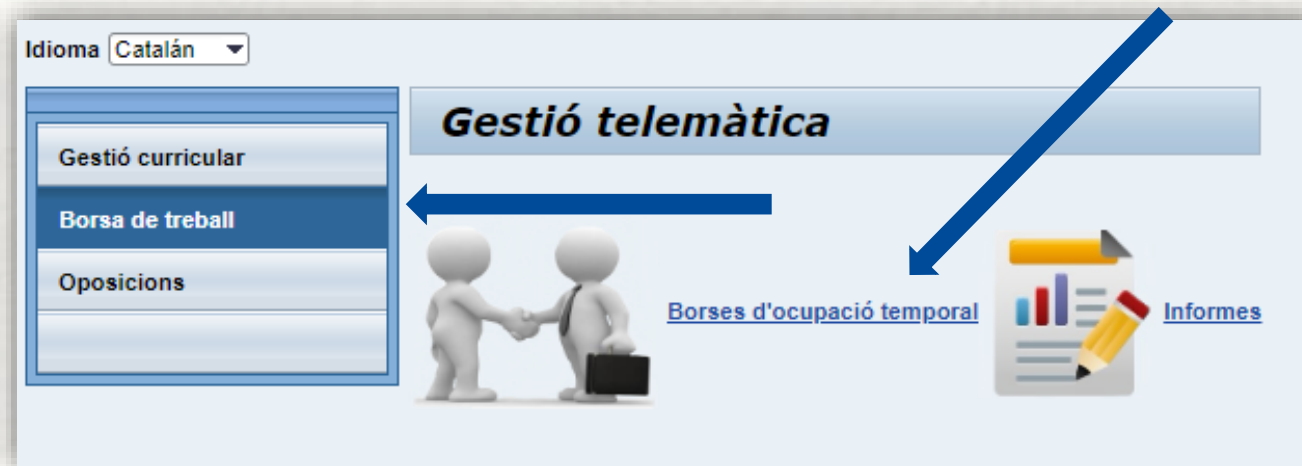 Idioma Catalán
Gestió telemàtica
Gestió curricular
Borsa de treball
Oposicions
Borses d'ocupació temporal
Informes